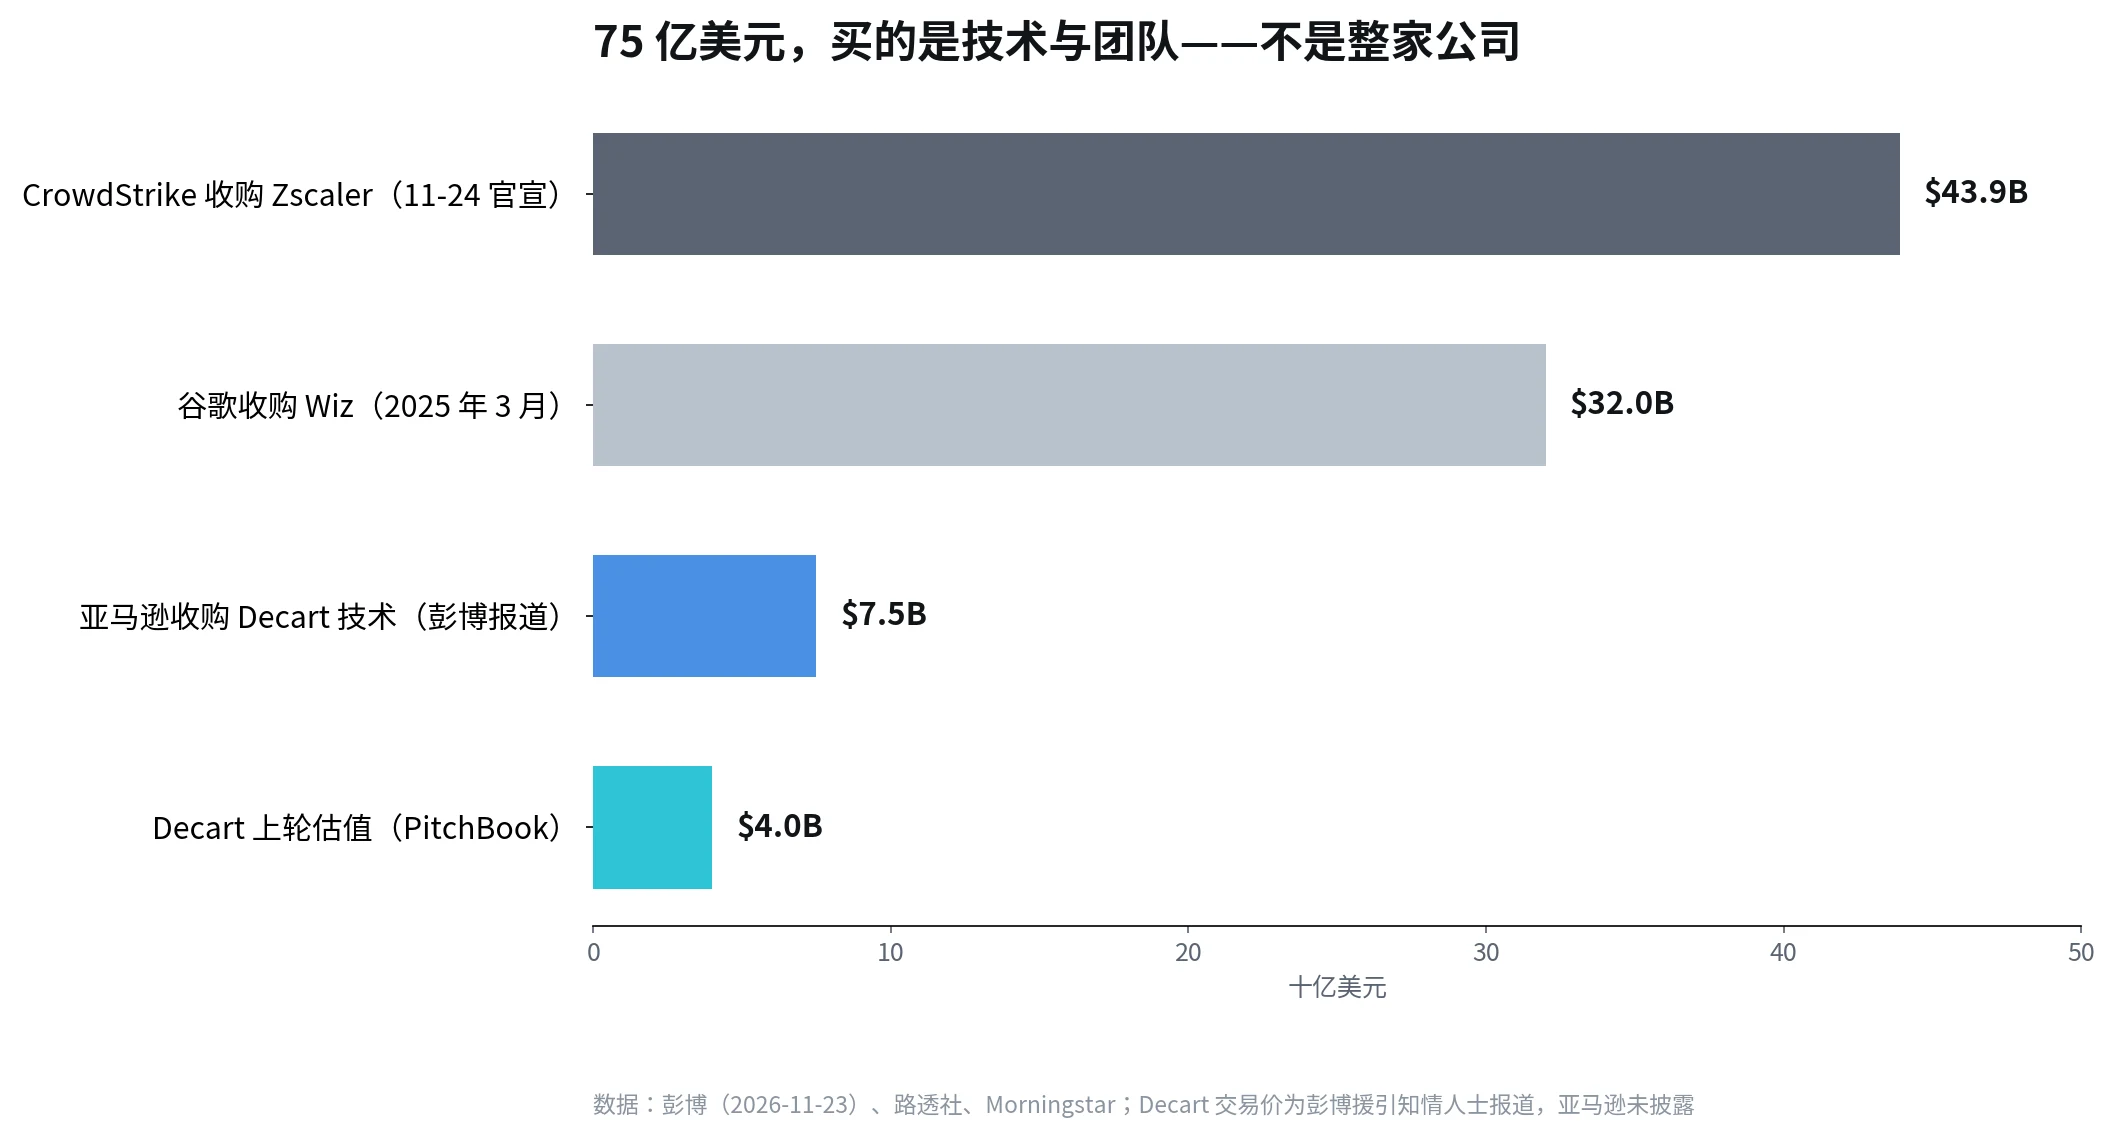 75 亿美元，买的是技术与团队——不是整家公司
CrowdStrike 收购 Zscaler（11-24 官宣）
$43.9B
谷歌收购 Wiz（2025 年 3 月）
$32.0B
亚马逊收购 Decart 技术（彭博报道）
$7.5B
Decart 上轮估值（PitchBook）
$4.0B
0 10 20 30 40 50
十亿美元
数据：彭博（2026-11-23）、路透社、Morningstar；Decart 交易价为彭博援引知情人士报道，亚马逊未披露